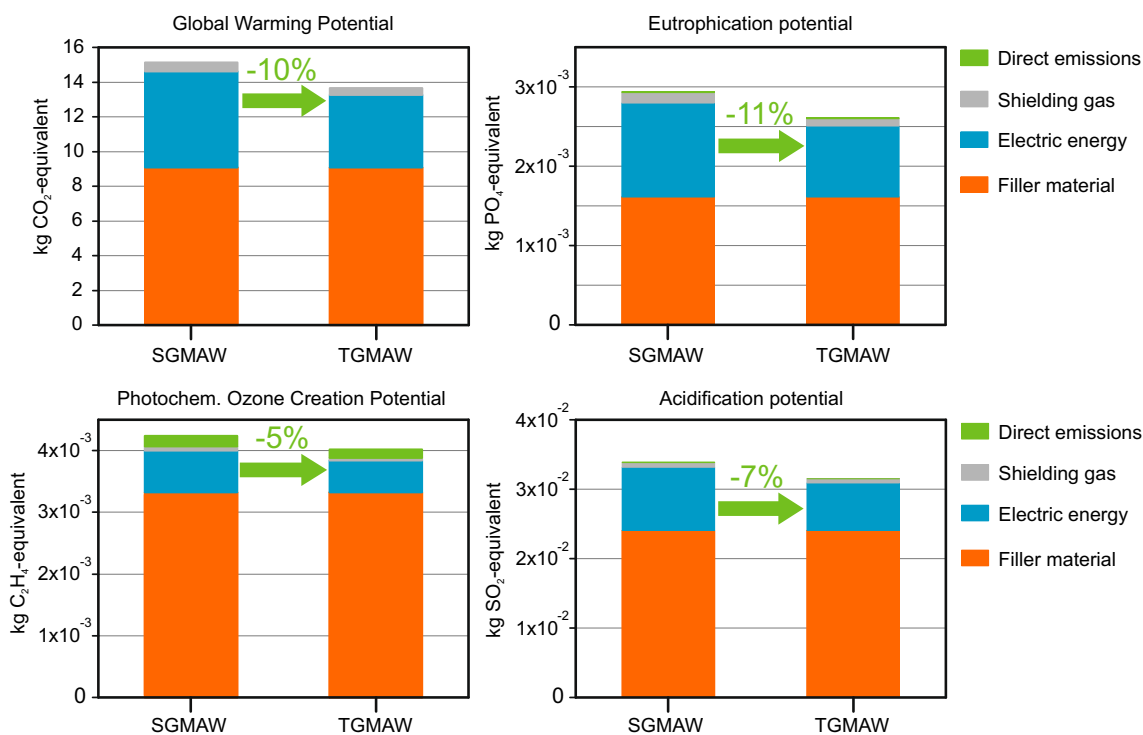 Global Warming Potential
16
14
12
10
8
6
4
2
0
kg CO₂-equivalent
-10%
SGMAW
TGMAW
Eutrophication potential
3x10⁻³
2x10⁻³
1x10⁻³
0
kg PO₄-equivalent
-11%
SGMAW
TGMAW
Direct emissions
Shielding gas
Electric energy
Filler material
Photochem. Ozone Creation Potential
4x10⁻³
3x10⁻³
2x10⁻³
1x10⁻³
0
kg C₂H₄-equivalent
-5%
SGMAW
TGMAW
Acidification potential
4x10⁻²
3x10⁻²
2x10⁻²
1x10⁻²
0
kg SO₂-equivalent
-7%
SGMAW
TGMAW
Direct emissions
Shielding gas
Electric energy
Filler material